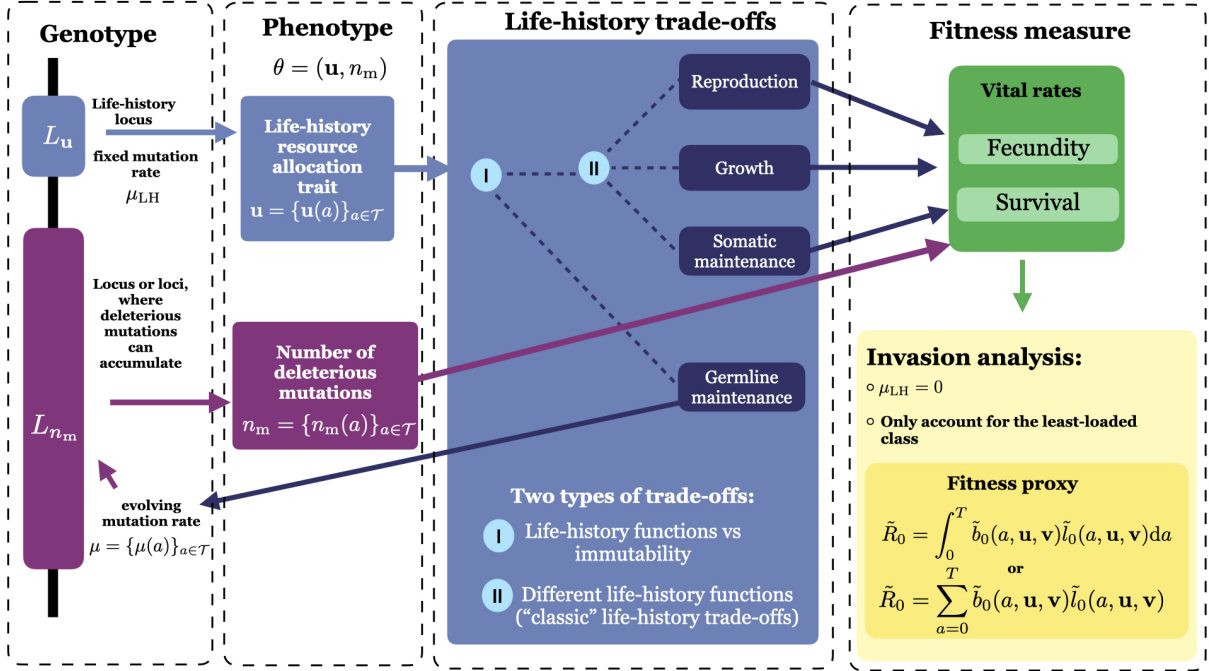 Genotype
L_u
Life-history
locus
fixed mutation
rate
μ_LH
Locus or loci,
where
deleterious
mutations
can
accumulate
L_{n_m}
evolving
mutation rate
μ = {μ(a)}_{a∈𝒯}
Phenotype
θ = (u, n_m)
Life-history
resource
allocation
trait
u = {u(a)}_{a∈𝒯}
Number of
deleterious
mutations
n_m = {n_m(a)}_{a∈𝒯}
Life-history trade-offs
I
II
Reproduction
Growth
Somatic
maintenance
Germline
maintenance
Two types of trade-offs:
I
Life-history functions vs
immutability
II
Different life-history functions
(“classic” life-history trade-offs)
Fitness measure
Vital rates
Fecundity
Survival
Invasion analysis:
○ μ_LH = 0
○ Only account for the least-loaded
class
Fitness proxy
R̃_0 = ∫_0^T b̃_0(a, u, v)l̃_0(a, u, v)da
or
R̃_0 = ∑_{a=0}^T b̃_0(a, u, v)l̃_0(a, u, v)